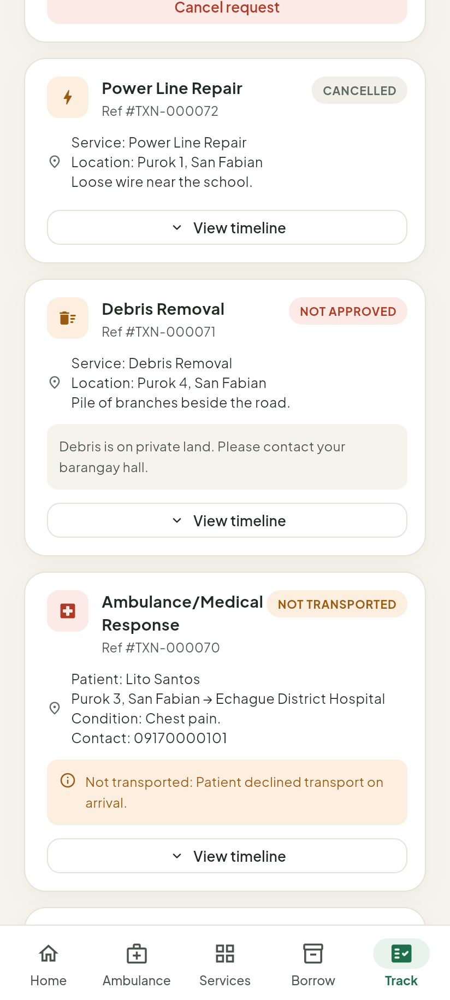 Cancel request
Power Line Repair
CANCELLED
Ref #TXN-000072
Service: Power Line Repair
Location: Purok 1, San Fabian
Loose wire near the school.
View timeline
Debris Removal
NOT APPROVED
Ref #TXN-000071
Service: Debris Removal
Location: Purok 4, San Fabian
Pile of branches beside the road.
Debris is on private land. Please contact your
barangay hall.
View timeline
Ambulance/Medical
Response
NOT TRANSPORTED
Ref #TXN-000070
Patient: Lito Santos
Purok 3, San Fabian → Echague District Hospital
Condition: Chest pain.
Contact: 09170000101
Not transported: Patient declined transport on
arrival.
View timeline
Home
Ambulance
Services
Borrow
Track